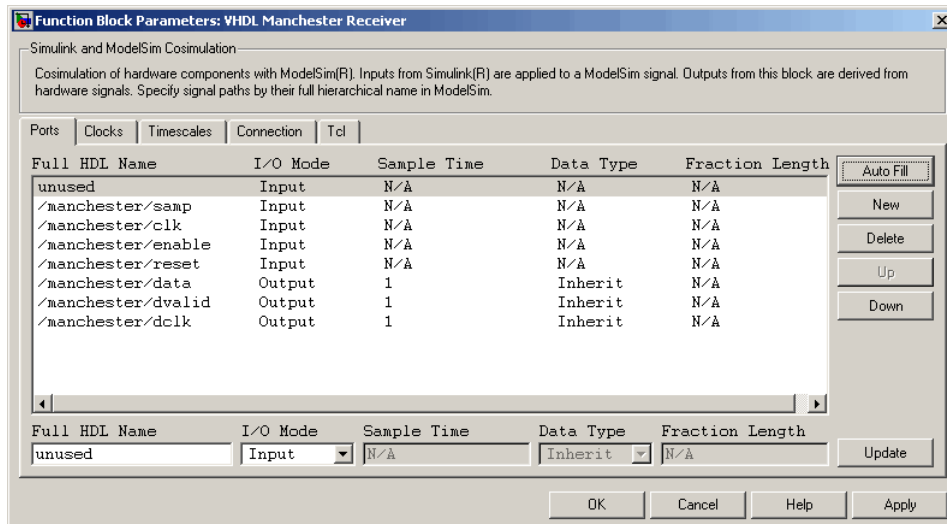 Function Block Parameters: VHDL Manchester Receiver
Simulink and ModelSim Cosimulation
Cosimulation of hardware components with ModelSim(R). Inputs from Simulink(R) are applied to a ModelSim signal. Outputs from this block are derived from
hardware signals. Specify signal paths by their full hierarchical name in ModelSim.
Ports Clocks Timescales Connection Tcl
Full HDL Name I/O Mode Sample Time Data Type Fraction Length
unused Input N/A N/A N/A
/manchester/samp Input N/A N/A N/A
/manchester/clk Input N/A N/A N/A
/manchester/enable Input N/A N/A N/A
/manchester/reset Input N/A N/A N/A
/manchester/data Output 1 Inherit N/A
/manchester/dvalid Output 1 Inherit N/A
/manchester/dclk Output 1 Inherit N/A
Auto Fill
New
Delete
Up
Down
Full HDL Name I/O Mode Sample Time Data Type Fraction Length
unused Input N/A Inherit N/A Update
OK Cancel Help Apply